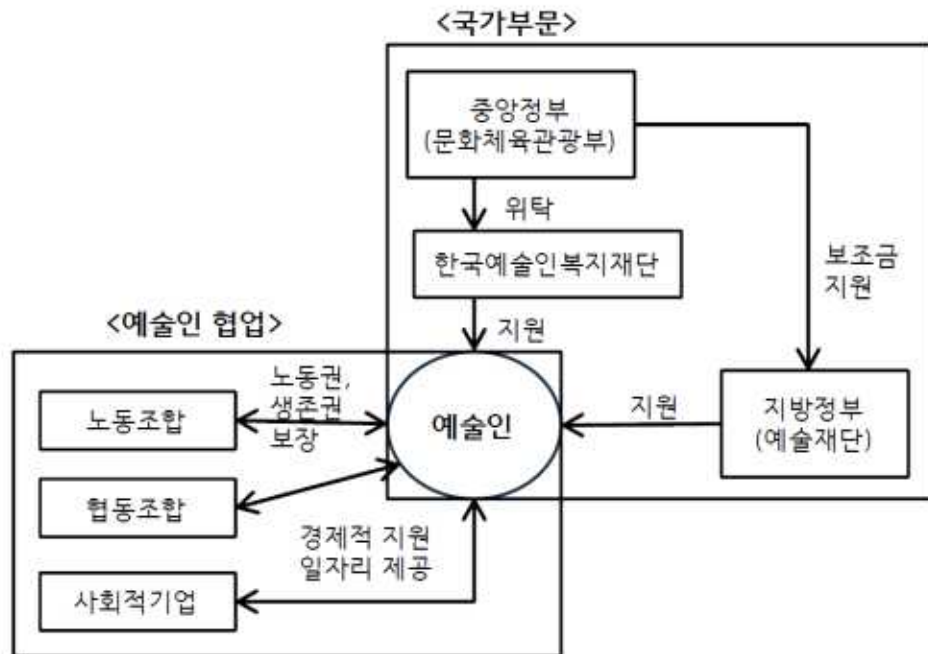 <국가부문>
중앙정부
(문화체육관광부)
위탁
한국예술인복지재단
보조금
지원
지원
<예술인 협업>
노동권,
생존권
보장
노동조합
예술인
지원
지방정부
(예술재단)
협동조합
경제적 지원
일자리 제공
사회적기업